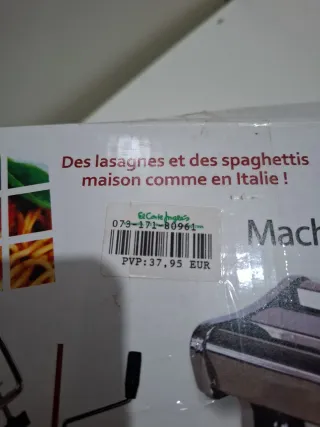 Des lasagnes et des spaghettis
maison comme en Italie !
El Corte Inglés
073-171-80961
Mach
PVP:37,95 EUR